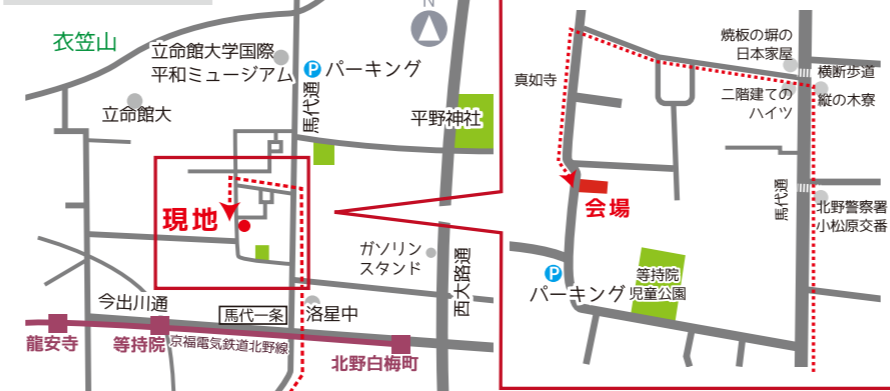 N
衣笠山
立命館大学国際
平和ミュージアム
P パーキング
馬代通
立命館大
平野神社
現地
ガソリン
スタンド
西大路通
今出川通
馬代一条
洛星中
龍安寺
等持院
京福電気鉄道北野線
北野白梅町
焼板の塀の
日本家屋
横断歩道
真如寺
二階建ての
ハイツ
縦の木寮
会場
馬代通
北野警察署
小松原交番
P
パーキング
等持院
児童公園